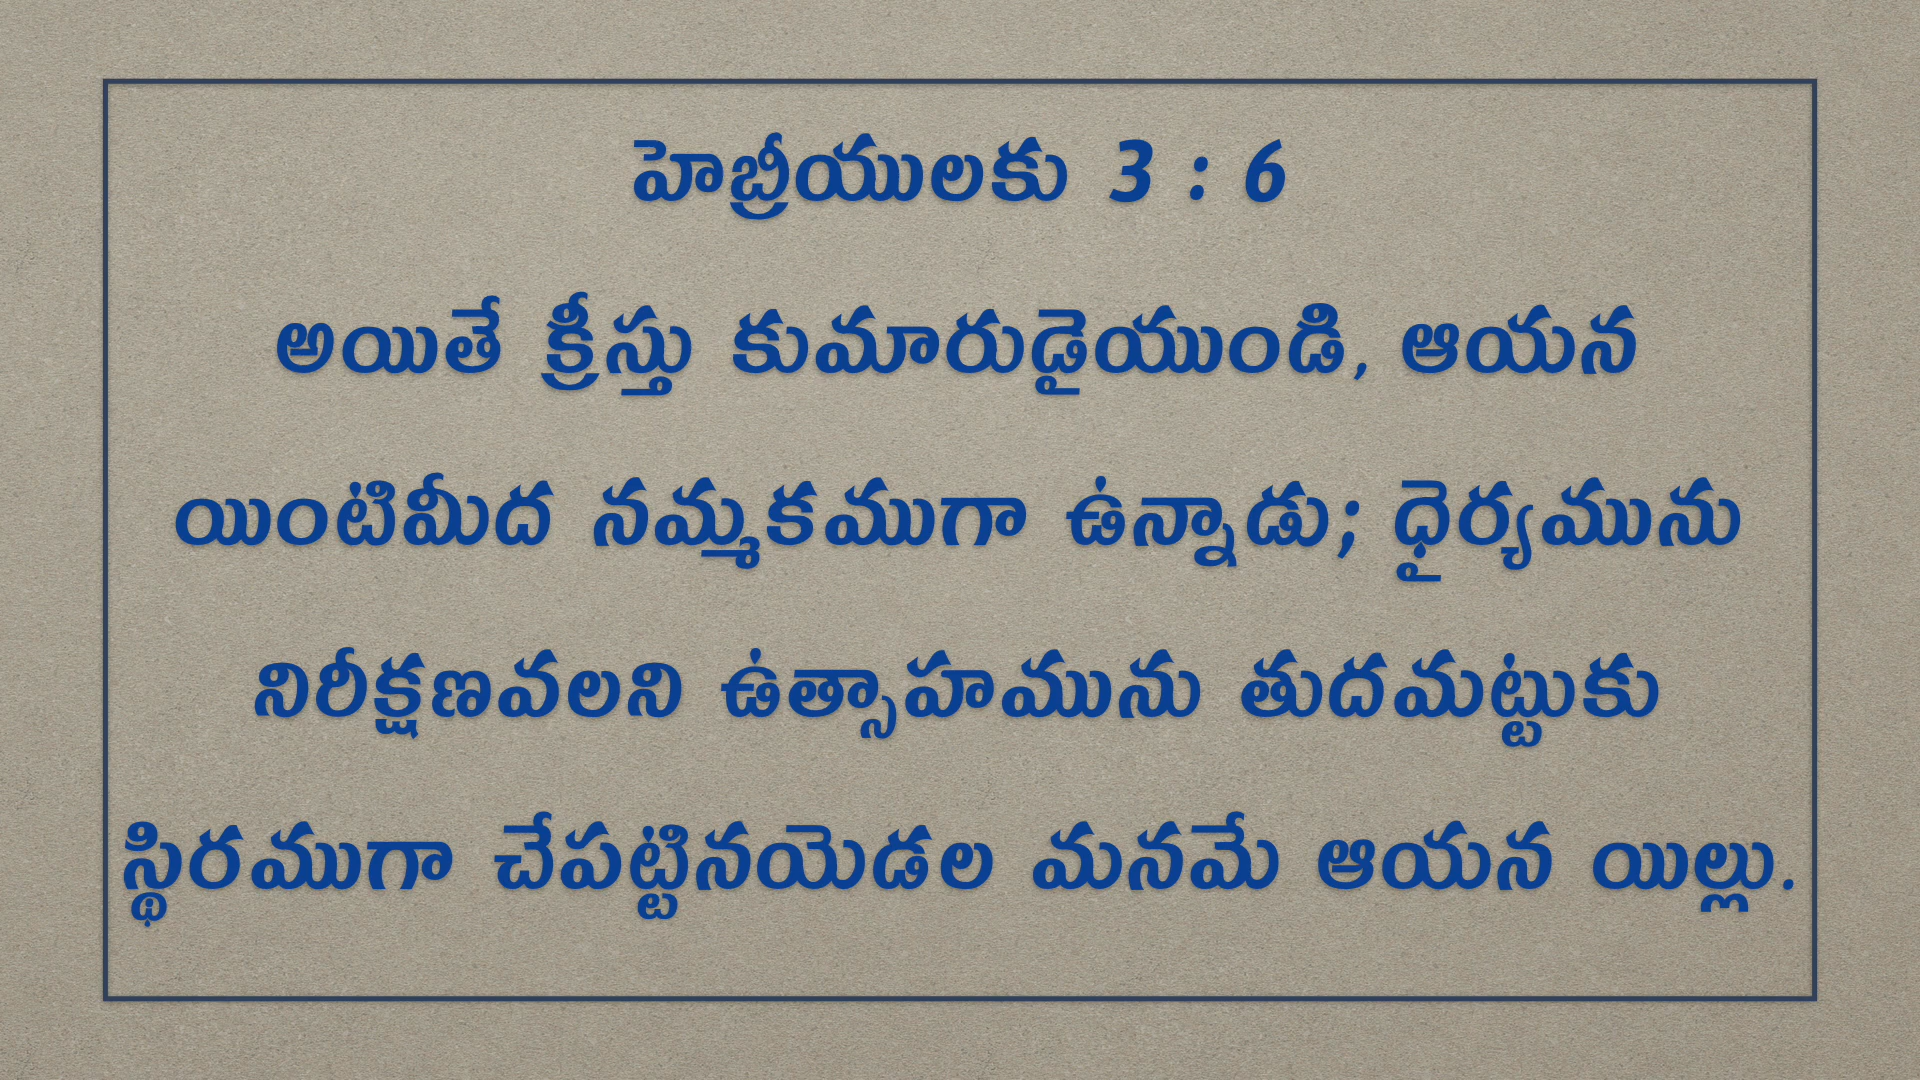 హెబ్రీయులకు 3 : 6
అయితే క్రీస్తు కుమారుడైయుండి, ఆయన
యింటిమీద నమ్మకముగా ఉన్నాడు; ధైర్యమును
నిరీక్షణవలని ఉత్సాహమును తుదమట్టుకు
స్థిరముగా చేపట్టినయెడల మనమే ఆయన యిల్లు.